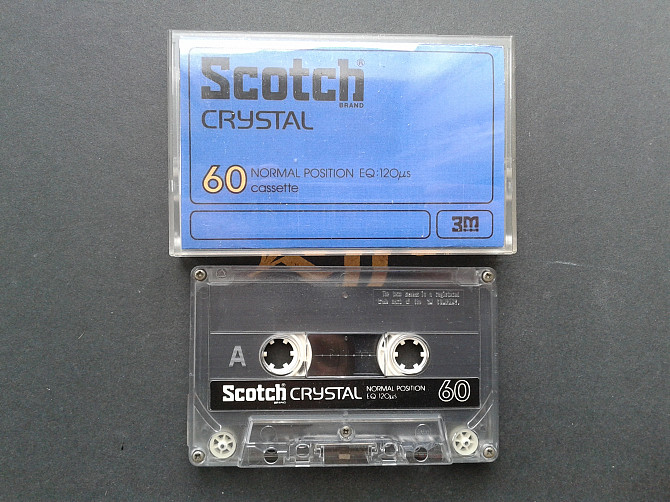 Scotch®
BRAND
CRYSTAL
60 NORMAL POSITION EQ:120µs
cassette
3M
A
Scotch® CRYSTAL NORMAL POSITION 60
BRAND EQ 120µs